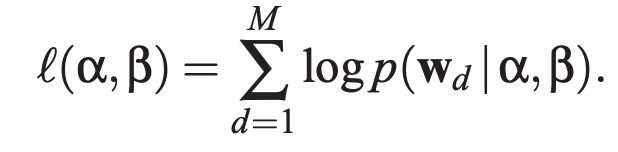 ℓ(α,β) = ∑_{d=1}^{M} log p(𝐰_d | α,β).